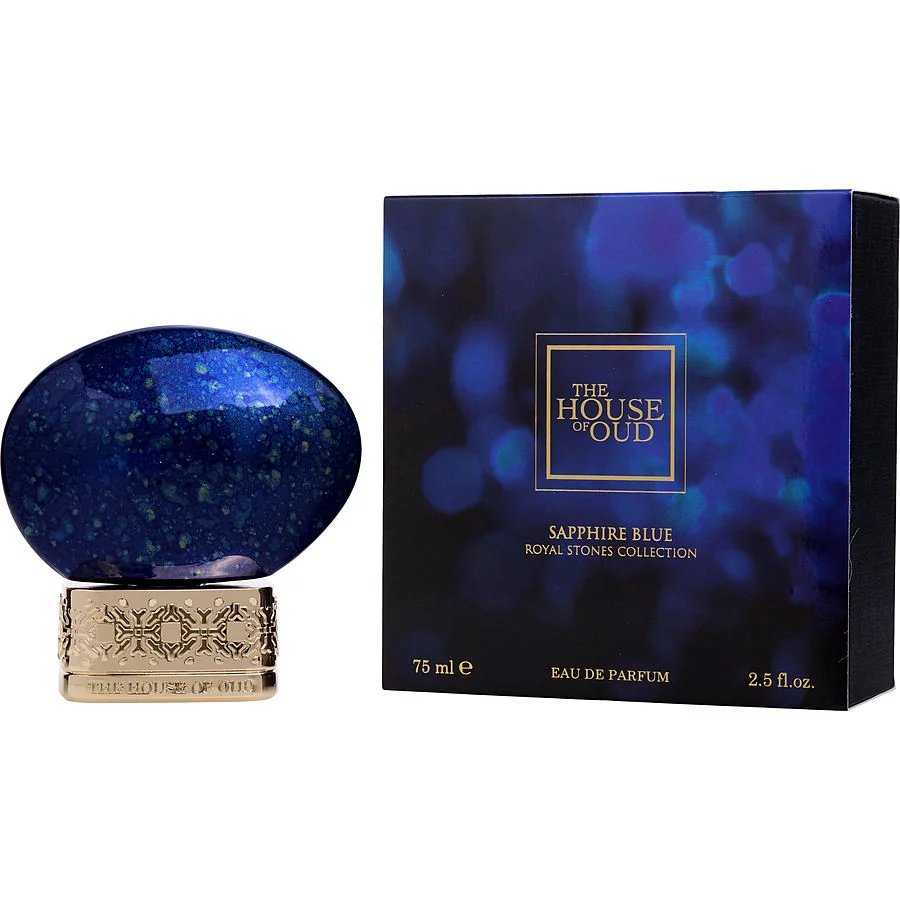 THE
HOUSE
OF OUD
SAPPHIRE BLUE
ROYAL STONES COLLECTION
75 ml e
EAU DE PARFUM
2.5 fl.oz.
THE HOUSE OF OUD